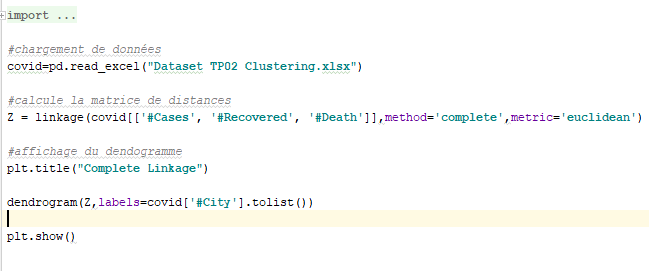 import ...
#chargement de données
covid=pd.read_excel("Dataset TP02 Clustering.xlsx")
#calcule la matrice de distances
Z = linkage(covid[['#Cases', '#Recovered', '#Death']],method='complete',metric='euclidean')
#affichage du dendogramme
plt.title("Complete Linkage")
dendrogram(Z,labels=covid['#City'].tolist())
plt.show()